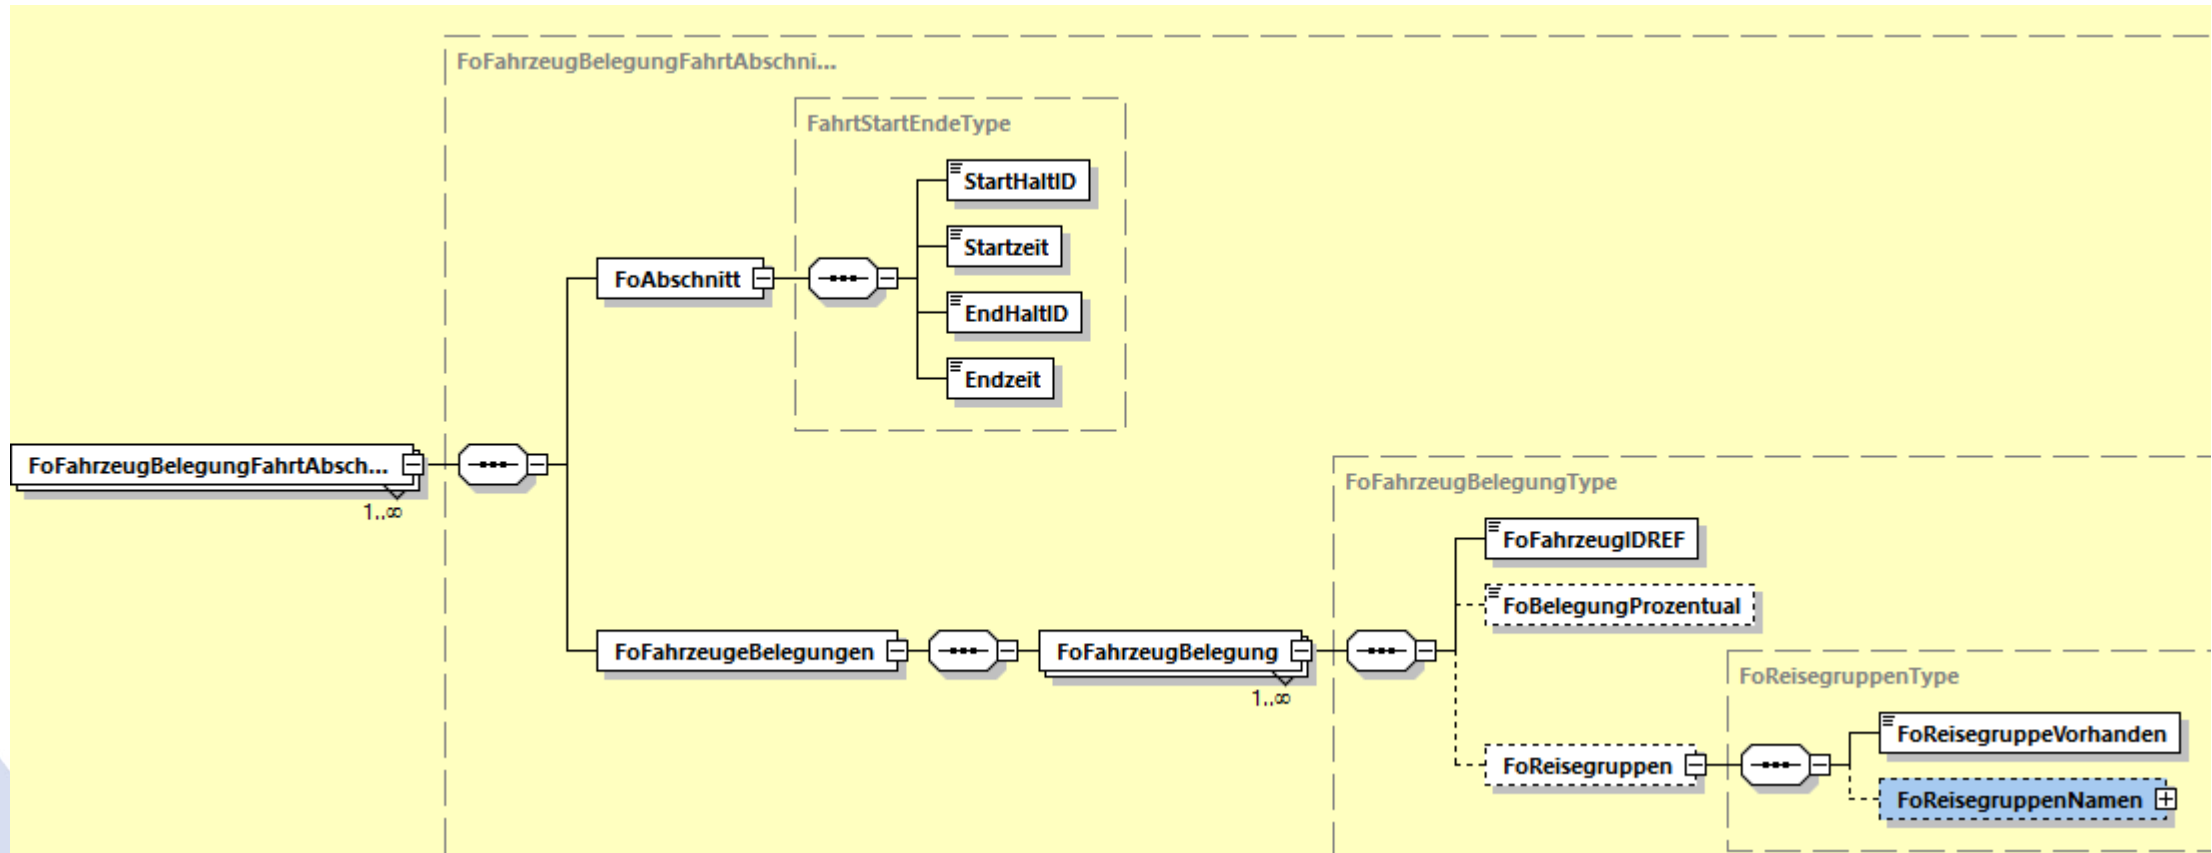 FoFahrzeugBelegungFahrtAbschni...
FahrtStartEndeType
StartHaltID
Startzeit
FoAbschnitt
EndHaltID
Endzeit
FoFahrzeugBelegungFahrtAbsch...
1..∞
FoFahrzeugBelegungType
FoFahrzeugIDREF
FoBelegungProzentual
FoFahrzeugeBelegungen
FoFahrzeugBelegung
1..∞
FoReisegruppenType
FoReisegruppeVorhanden
FoReisegruppen
FoReisegruppenNamen